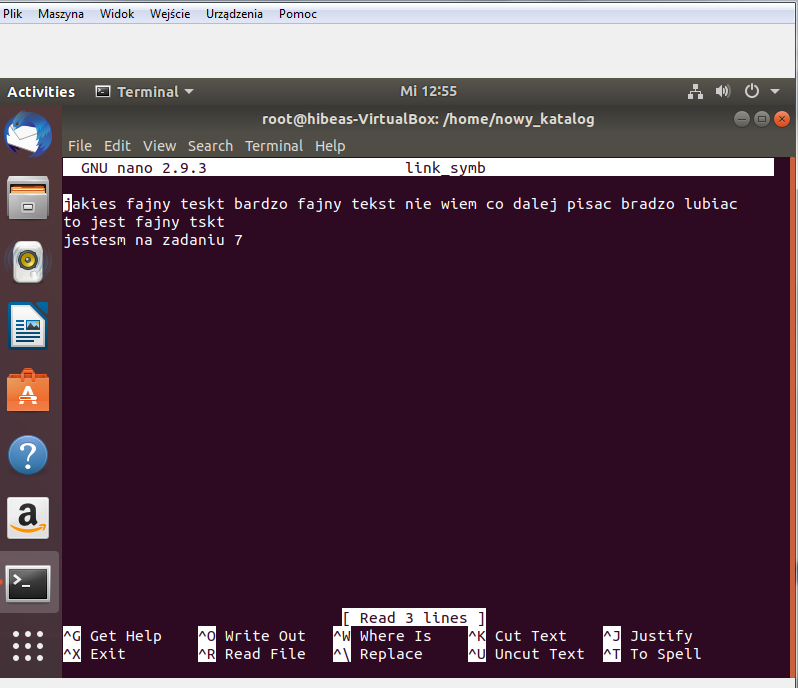 Plik Maszyna Widok Wejście Urządzenia Pomoc
Activities Terminal Mi 12:55
root@hibeas-VirtualBox: /home/nowy_katalog
File Edit View Search Terminal Help
GNU nano 2.9.3 link_symb
jakies fajny teskt bardzo fajny tekst nie wiem co dalej pisac bradzo lubiac
to jest fajny tskt
jestesm na zadaniu 7
[ Read 3 lines ]
^G Get Help ^O Write Out ^W Where Is ^K Cut Text ^J Justify
^X Exit ^R Read File ^\ Replace ^U Uncut Text ^T To Spell